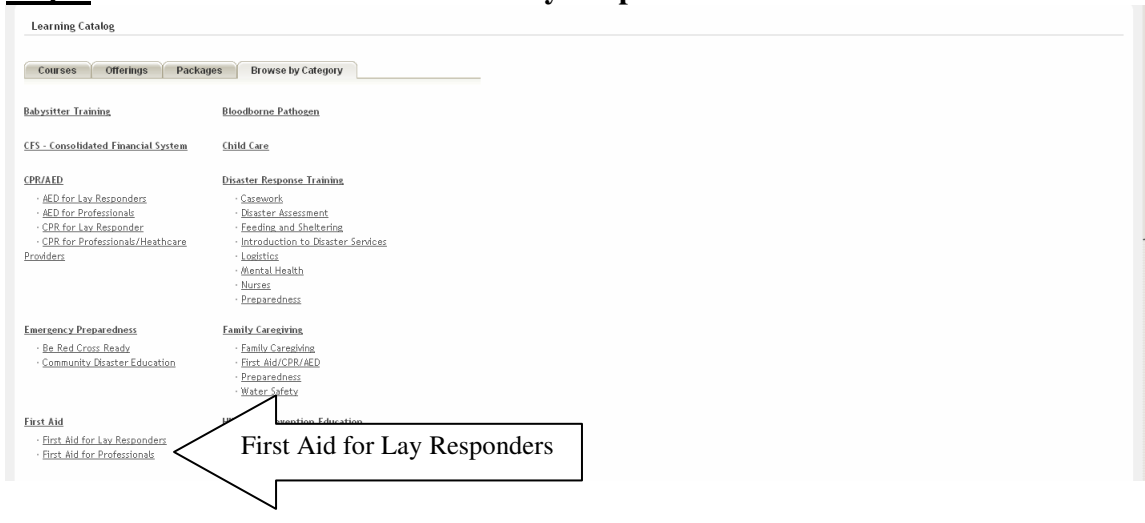 Learning Catalog
Courses Offerings Packages Browse by Category
Babysitter Training Bloodborne Pathogen
CFS - Consolidated Financial System Child Care
CPR/AED Disaster Response Training
· AED for Lay Responders · Casework
· AED for Professionals · Disaster Assessment
· CPR for Lay Responder · Feeding and Sheltering
· CPR for Professionals/Heathcare · Introduction to Disaster Services
Providers · Logistics
· Mental Health
· Nurses
· Preparedness
Emergency Preparedness Family Caregiving
· Be Red Cross Ready · Family Caregiving
· Community Disaster Education · First Aid/CPR/AED
· Preparedness
· Water Safety
First Aid Education
· First Aid for Lay Responders
· First Aid for Professionals
First Aid for Lay Responders